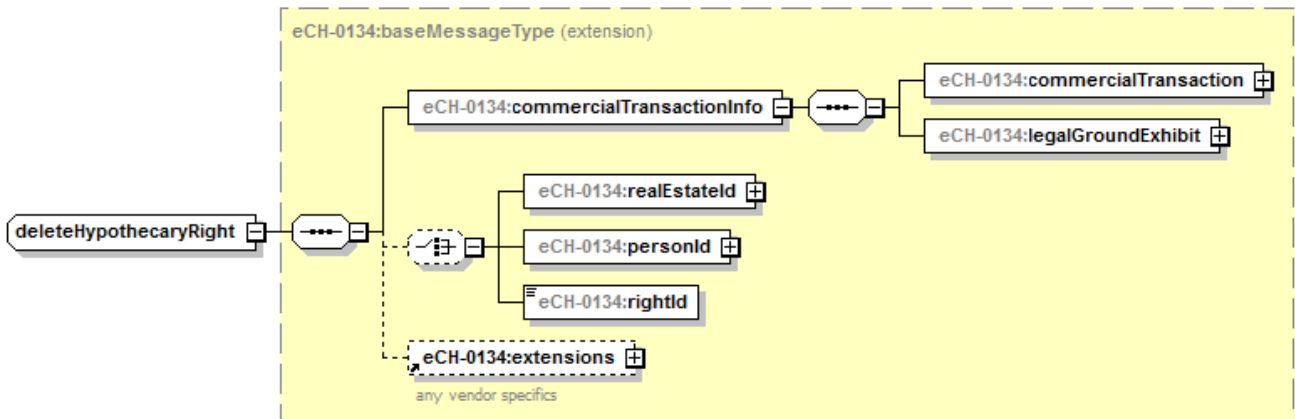 eCH-0134:baseMessageType (extension)
eCH-0134:commercialTransaction
eCH-0134:commercialTransactionInfo
eCH-0134:legalGroundExhibit
eCH-0134:realEstateId
deleteHypothecaryRight
eCH-0134:personId
eCH-0134:rightId
eCH-0134:extensions
any vendor specifics